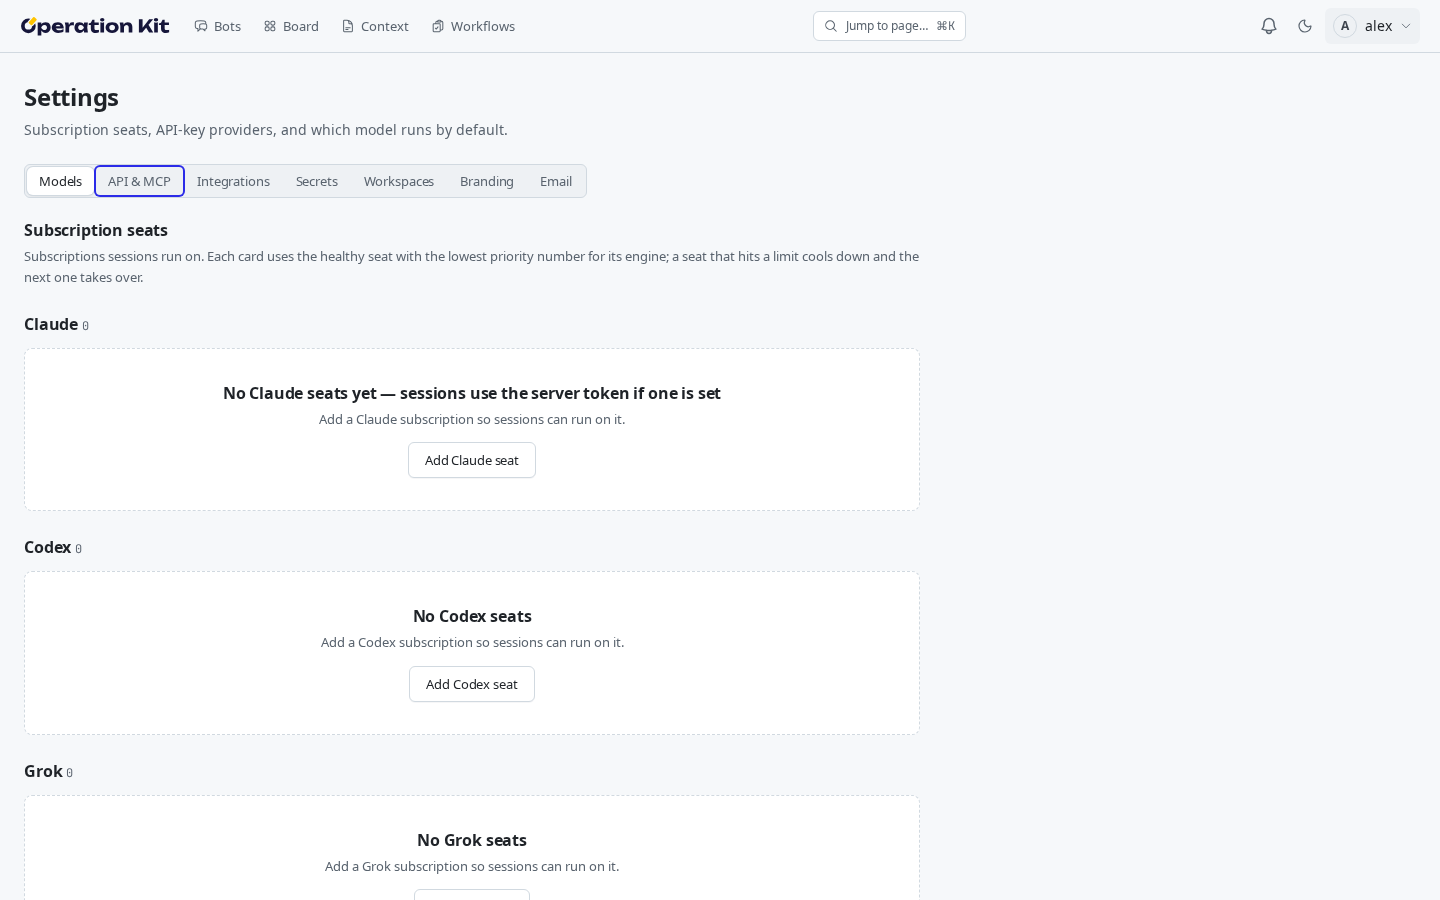 Operation Kit
Bots
Board
Context
Workflows
Jump to page... ⌘K
A
alex
Settings
Subscription seats, API-key providers, and which model runs by default.
Models
API & MCP
Integrations
Secrets
Workspaces
Branding
Email
Subscription seats
Subscriptions sessions run on. Each card uses the healthy seat with the lowest priority number for its engine; a seat that hits a limit cools down and the
next one takes over.
Claude 0
No Claude seats yet — sessions use the server token if one is set
Add a Claude subscription so sessions can run on it.
Add Claude seat
Codex 0
No Codex seats
Add a Codex subscription so sessions can run on it.
Add Codex seat
Grok 0
No Grok seats
Add a Grok subscription so sessions can run on it.